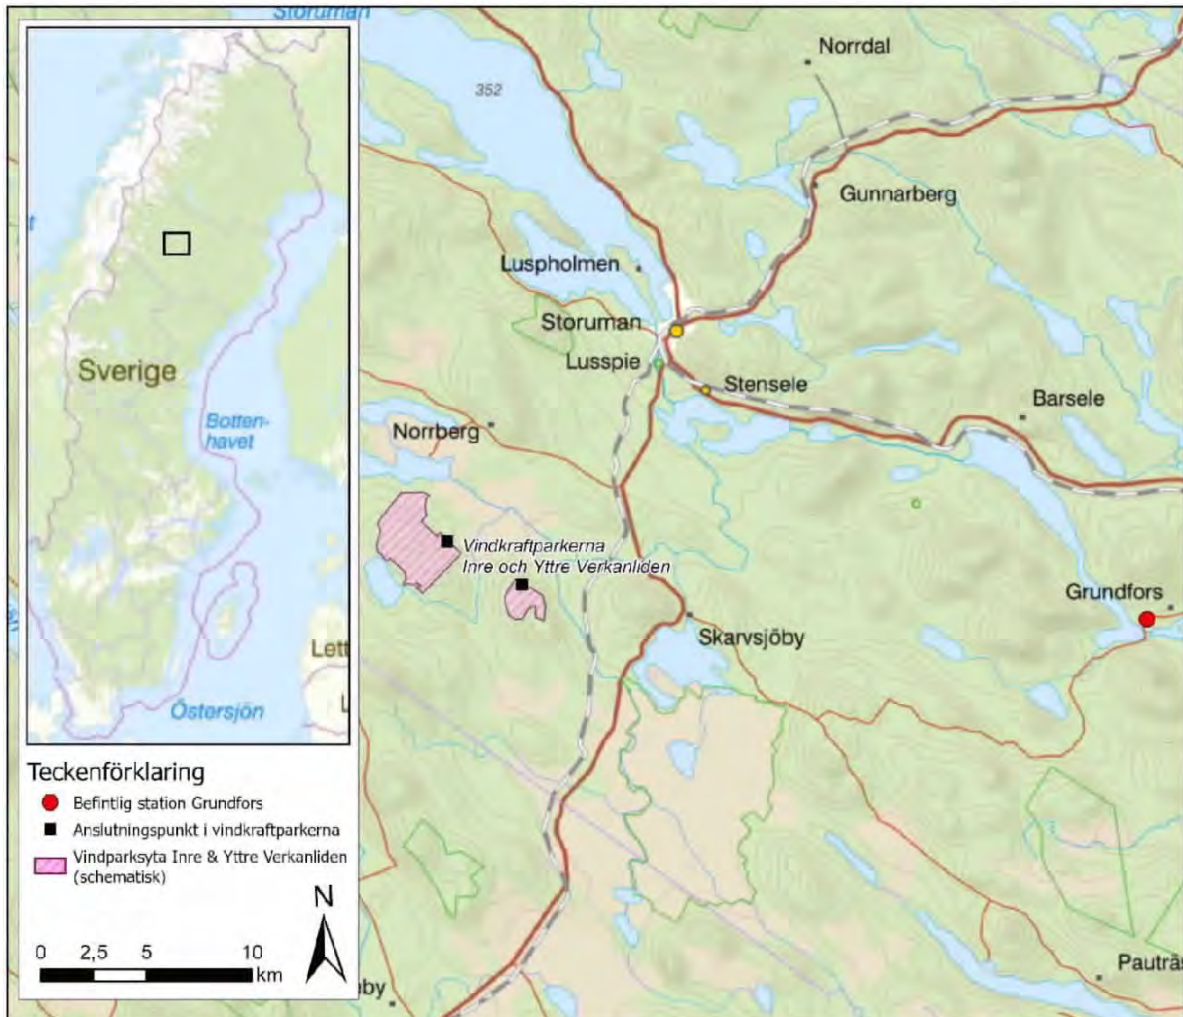 Storuman
352
Norrdal
Gunnarberg
Luspholmen
Storuman
Lusspie
Stensele
Barsele
Norrberg
Vindkraftparkerna
Inre och Yttre Verkanliden
Grundfors
Skarvsjöby
Pauträs
by
Sverige
Botten-
havet
Lett
Östersjön
Teckenförklaring
Befintlig station Grundfors
Anslutningspunkt i vindkraftparkerna
Vindparksyta Inre & Yttre Verkanliden
(schematisk)
N
0 2,5 5 10
km